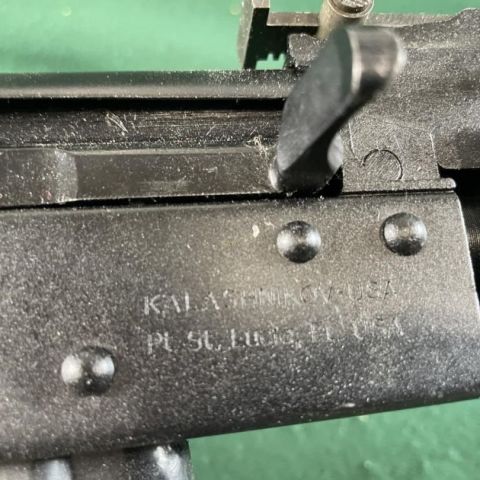 KALASHNIKOV-USA
Pt St. Lucie, FL USA